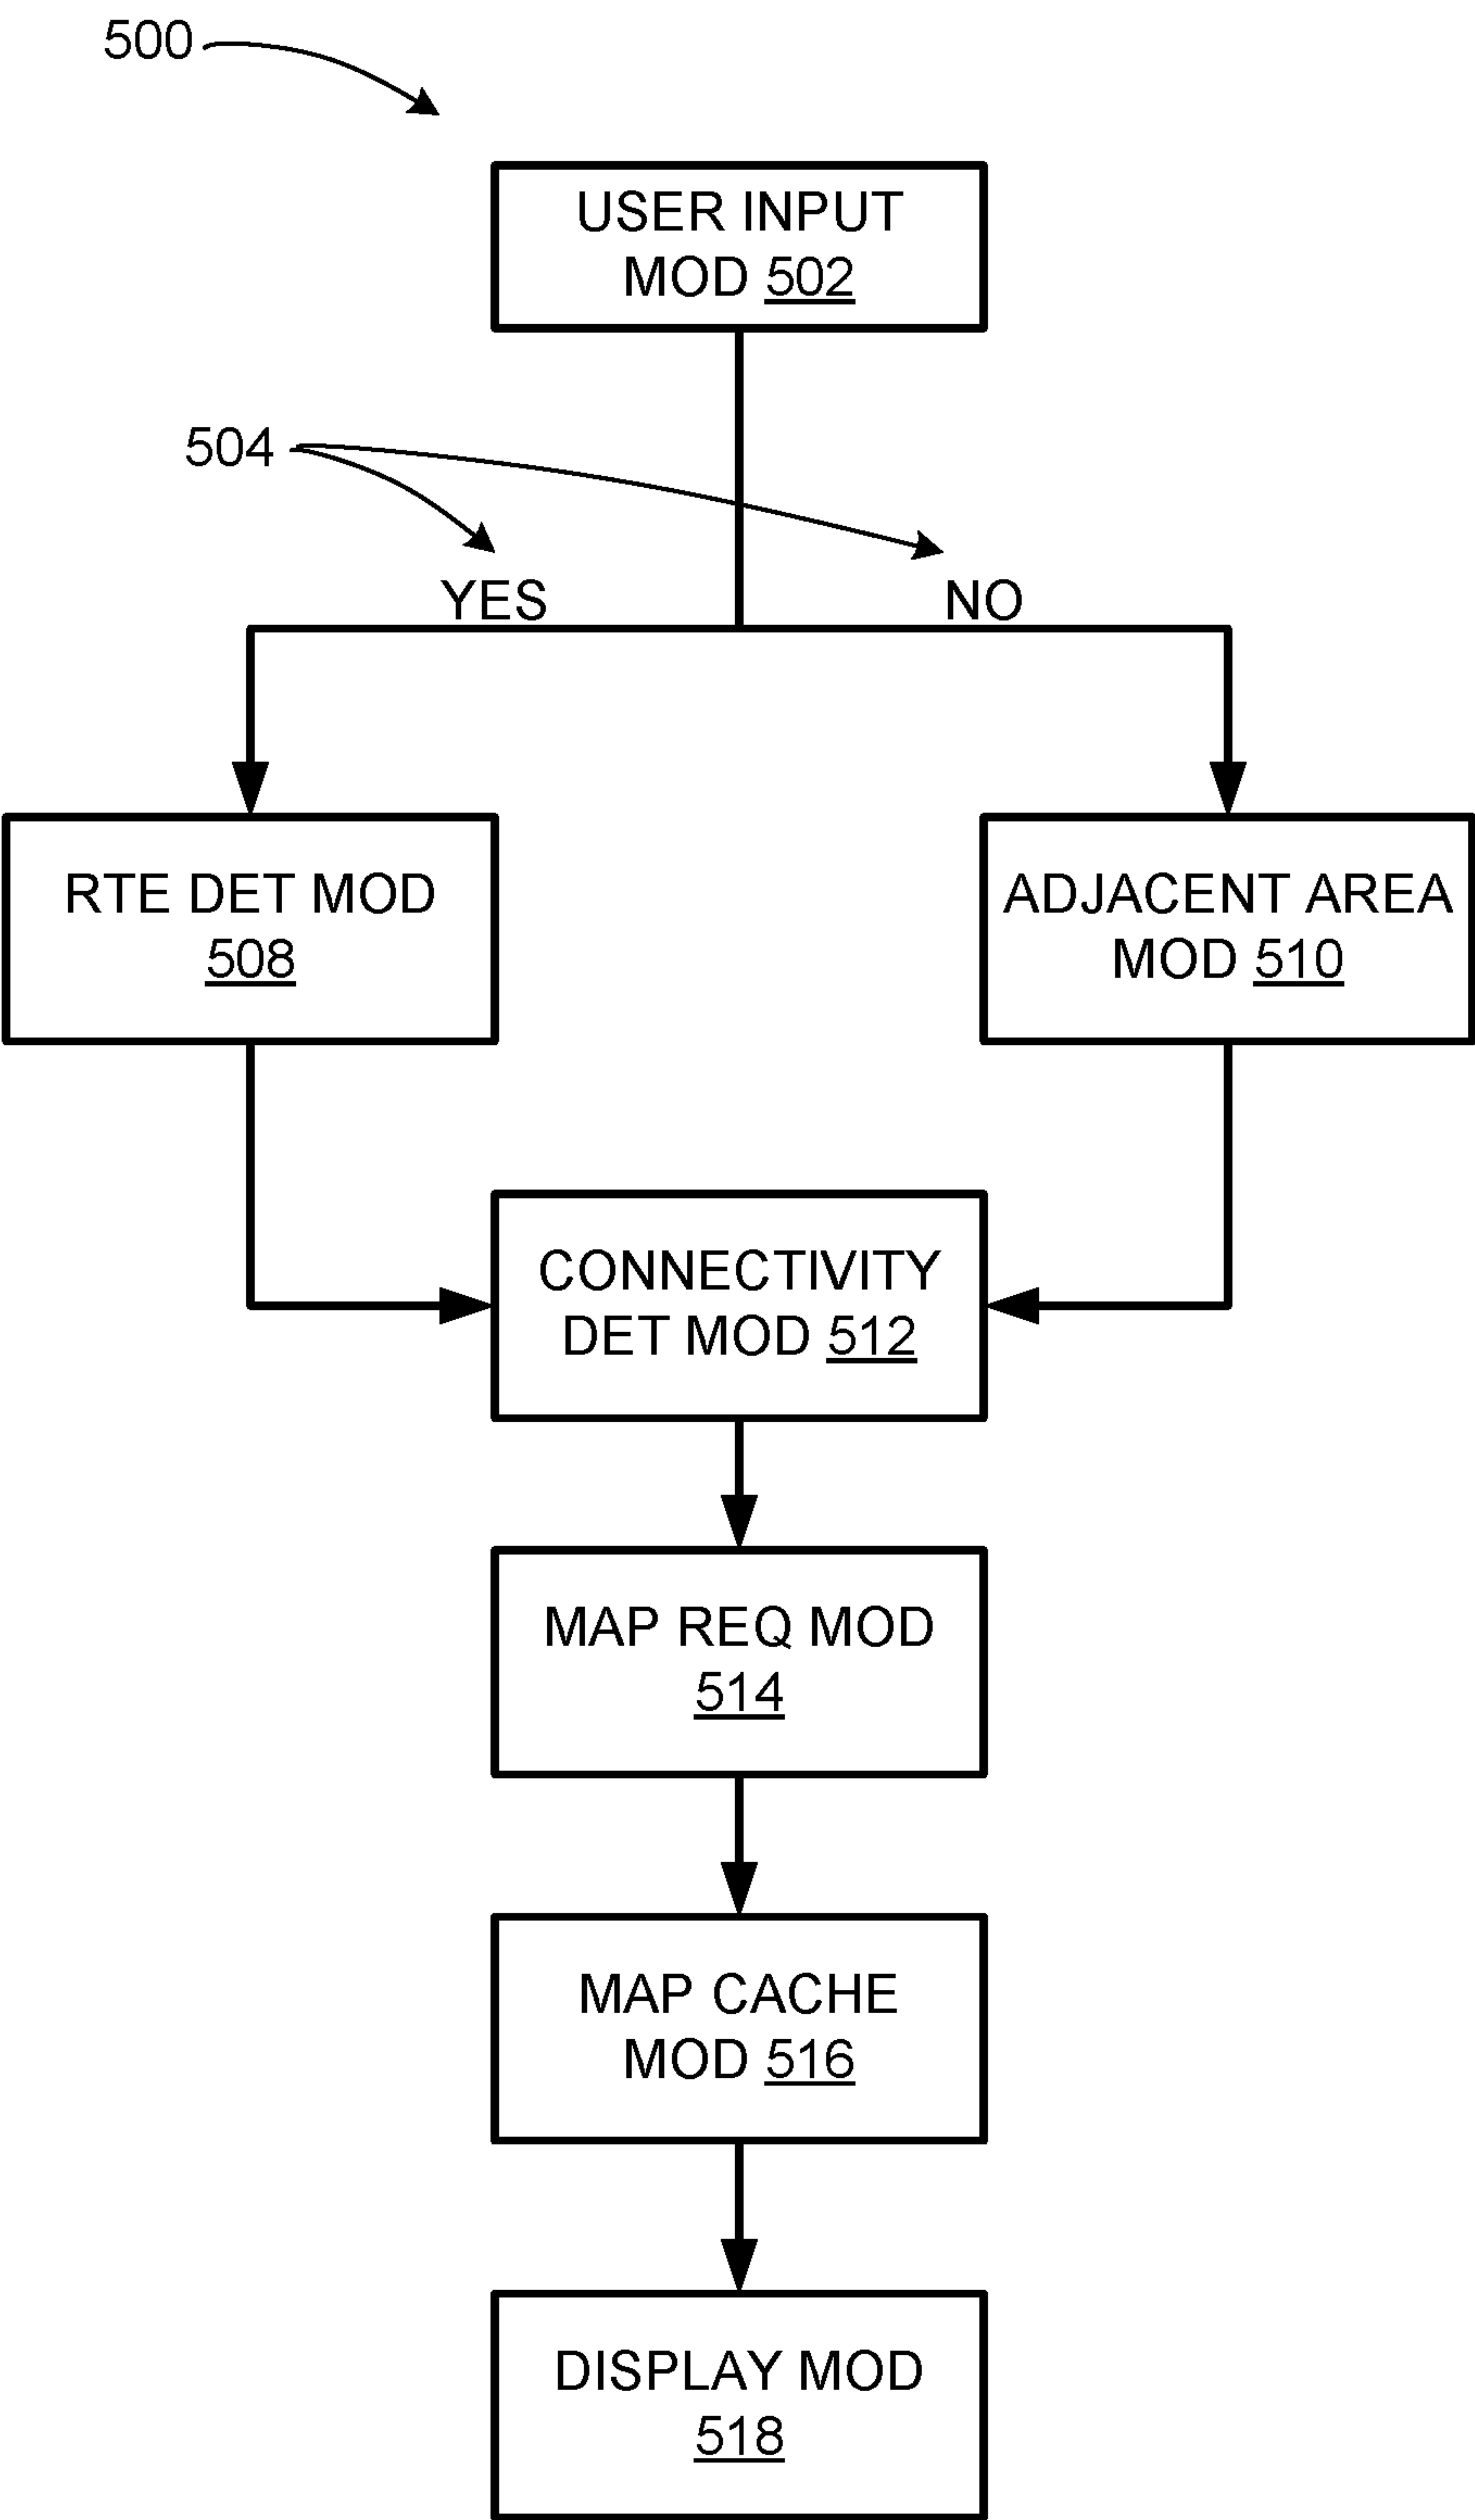 500
USER INPUT
MOD 502
504
YES
NO
RTE DET MOD
508
ADJACENT AREA
MOD 510
CONNECTIVITY
DET MOD 512
MAP REQ MOD
514
MAP CACHE
MOD 516
DISPLAY MOD
518